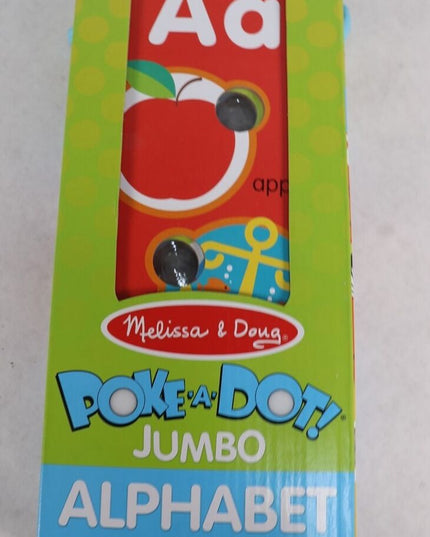 Aa
app
Melissa & Doug®
POKE•A•DOT!®
JUMBO
ALPHABET